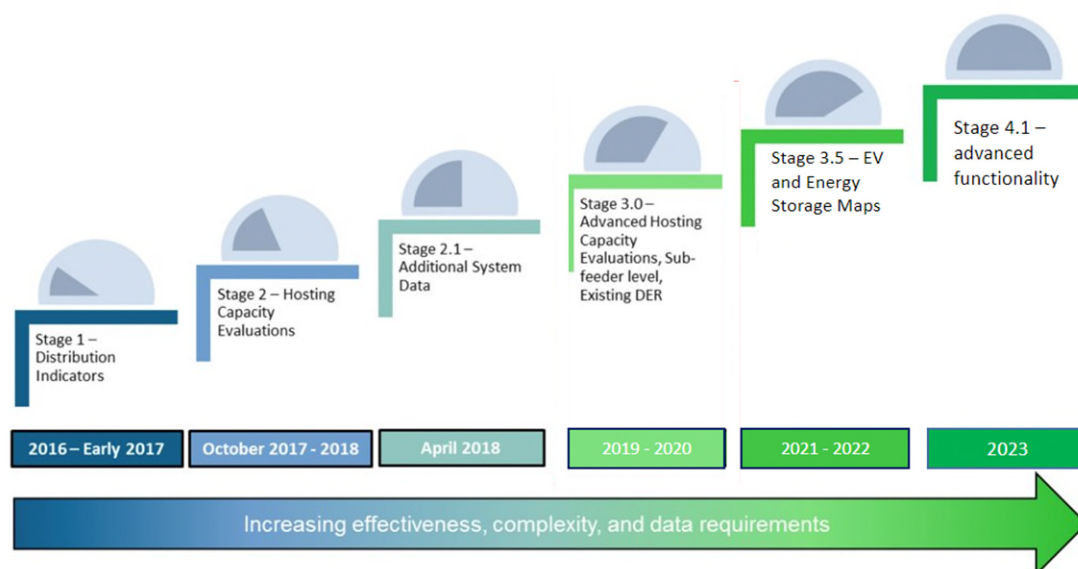 Stage 1 –
Distribution
Indicators
Stage 2 – Hosting
Capacity
Evaluations
Stage 2.1 –
Additional System
Data
Stage 3.0 –
Advanced Hosting
Capacity
Evaluations, Sub-
feeder level,
Existing DER
Stage 3.5 – EV
and Energy
Storage Maps
Stage 4.1 –
advanced
functionality
2016 – Early 2017
October 2017 - 2018
April 2018
2019 - 2020
2021 - 2022
2023
Increasing effectiveness, complexity, and data requirements